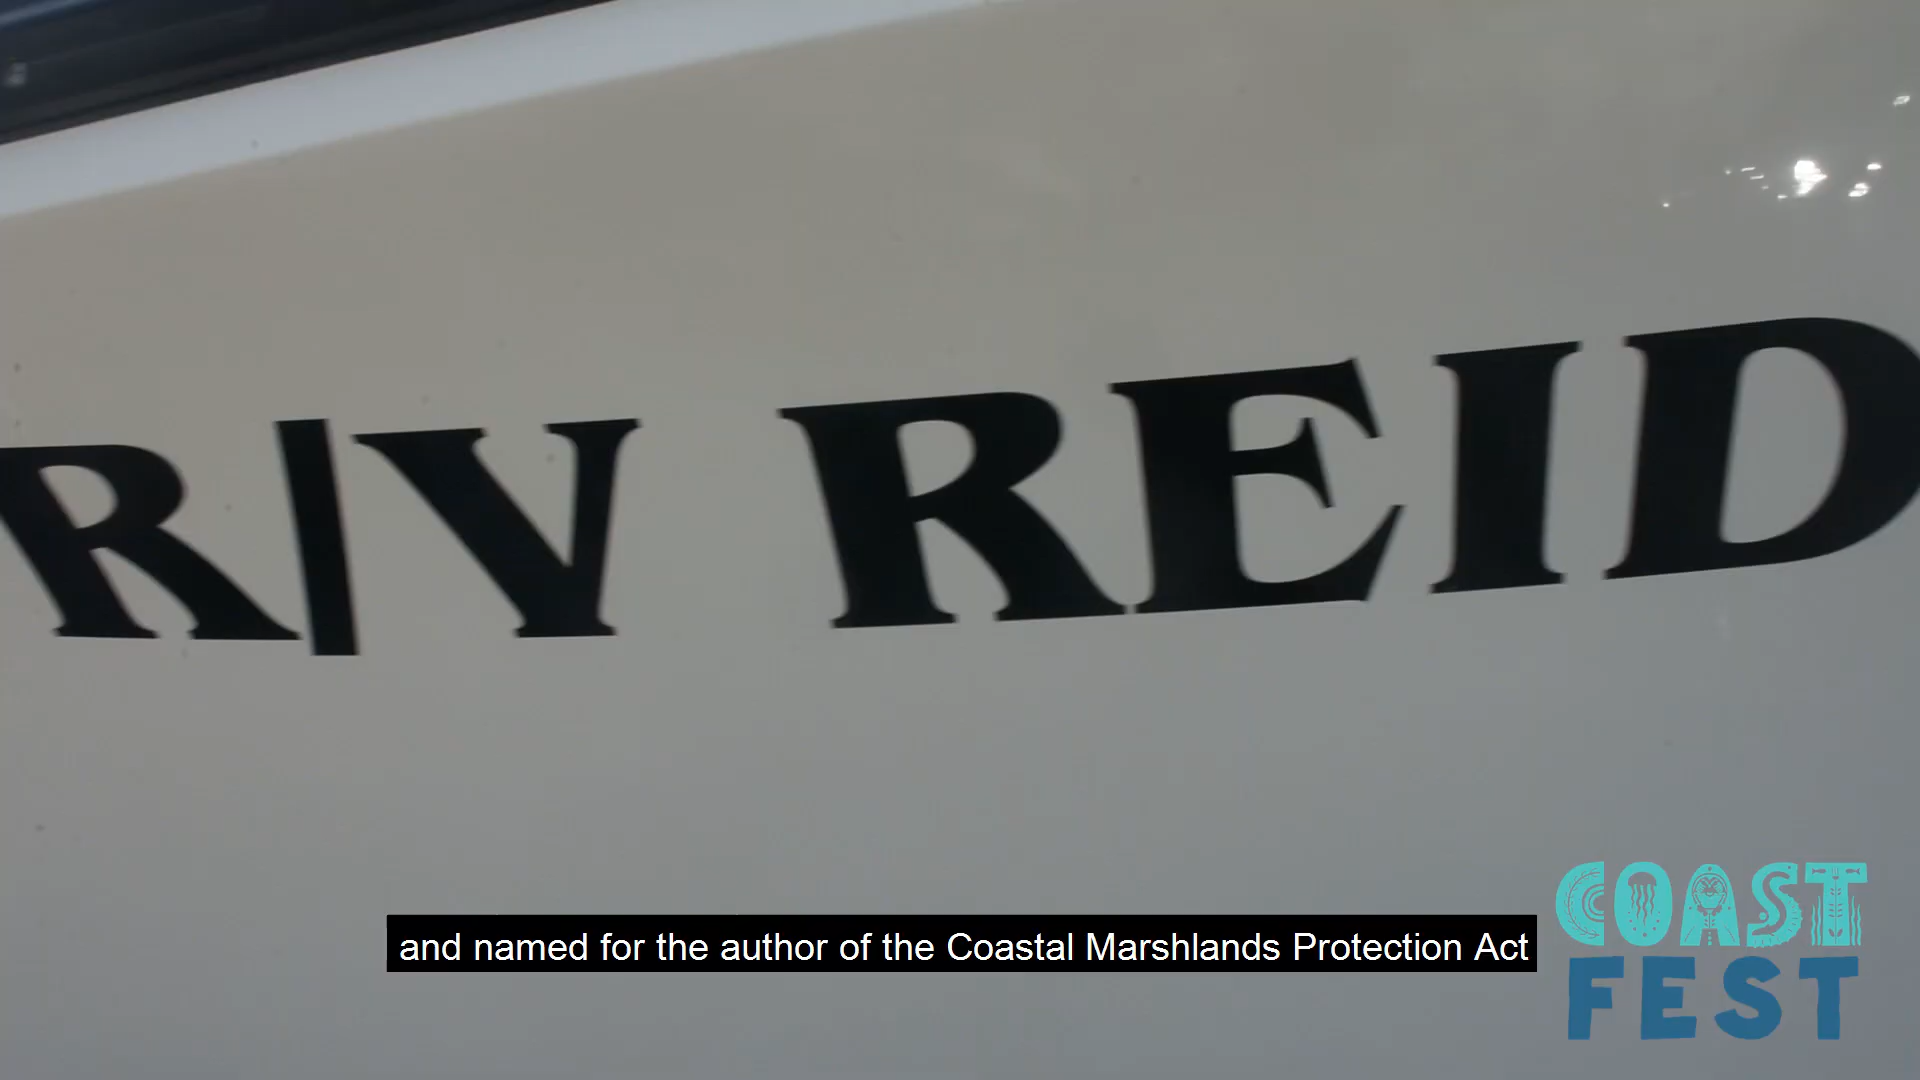 R/V REID
and named for the author of the Coastal Marshlands Protection Act
COAST
FEST